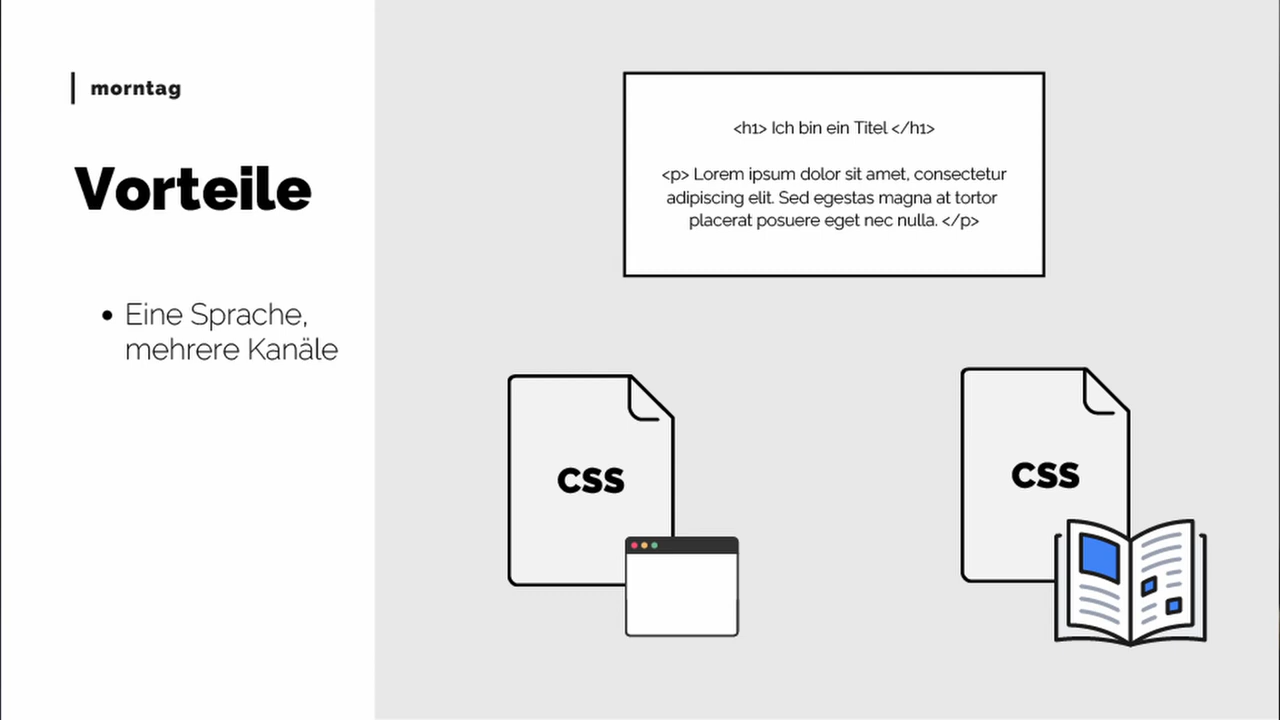 morntag
Vorteile
• Eine Sprache,
mehrere Kanäle
<h1> Ich bin ein Titel </h1>
<p> Lorem ipsum dolor sit amet, consectetur
adipiscing elit. Sed egestas magna at tortor
placerat posuere eget nec nulla. </p>
CSS
CSS